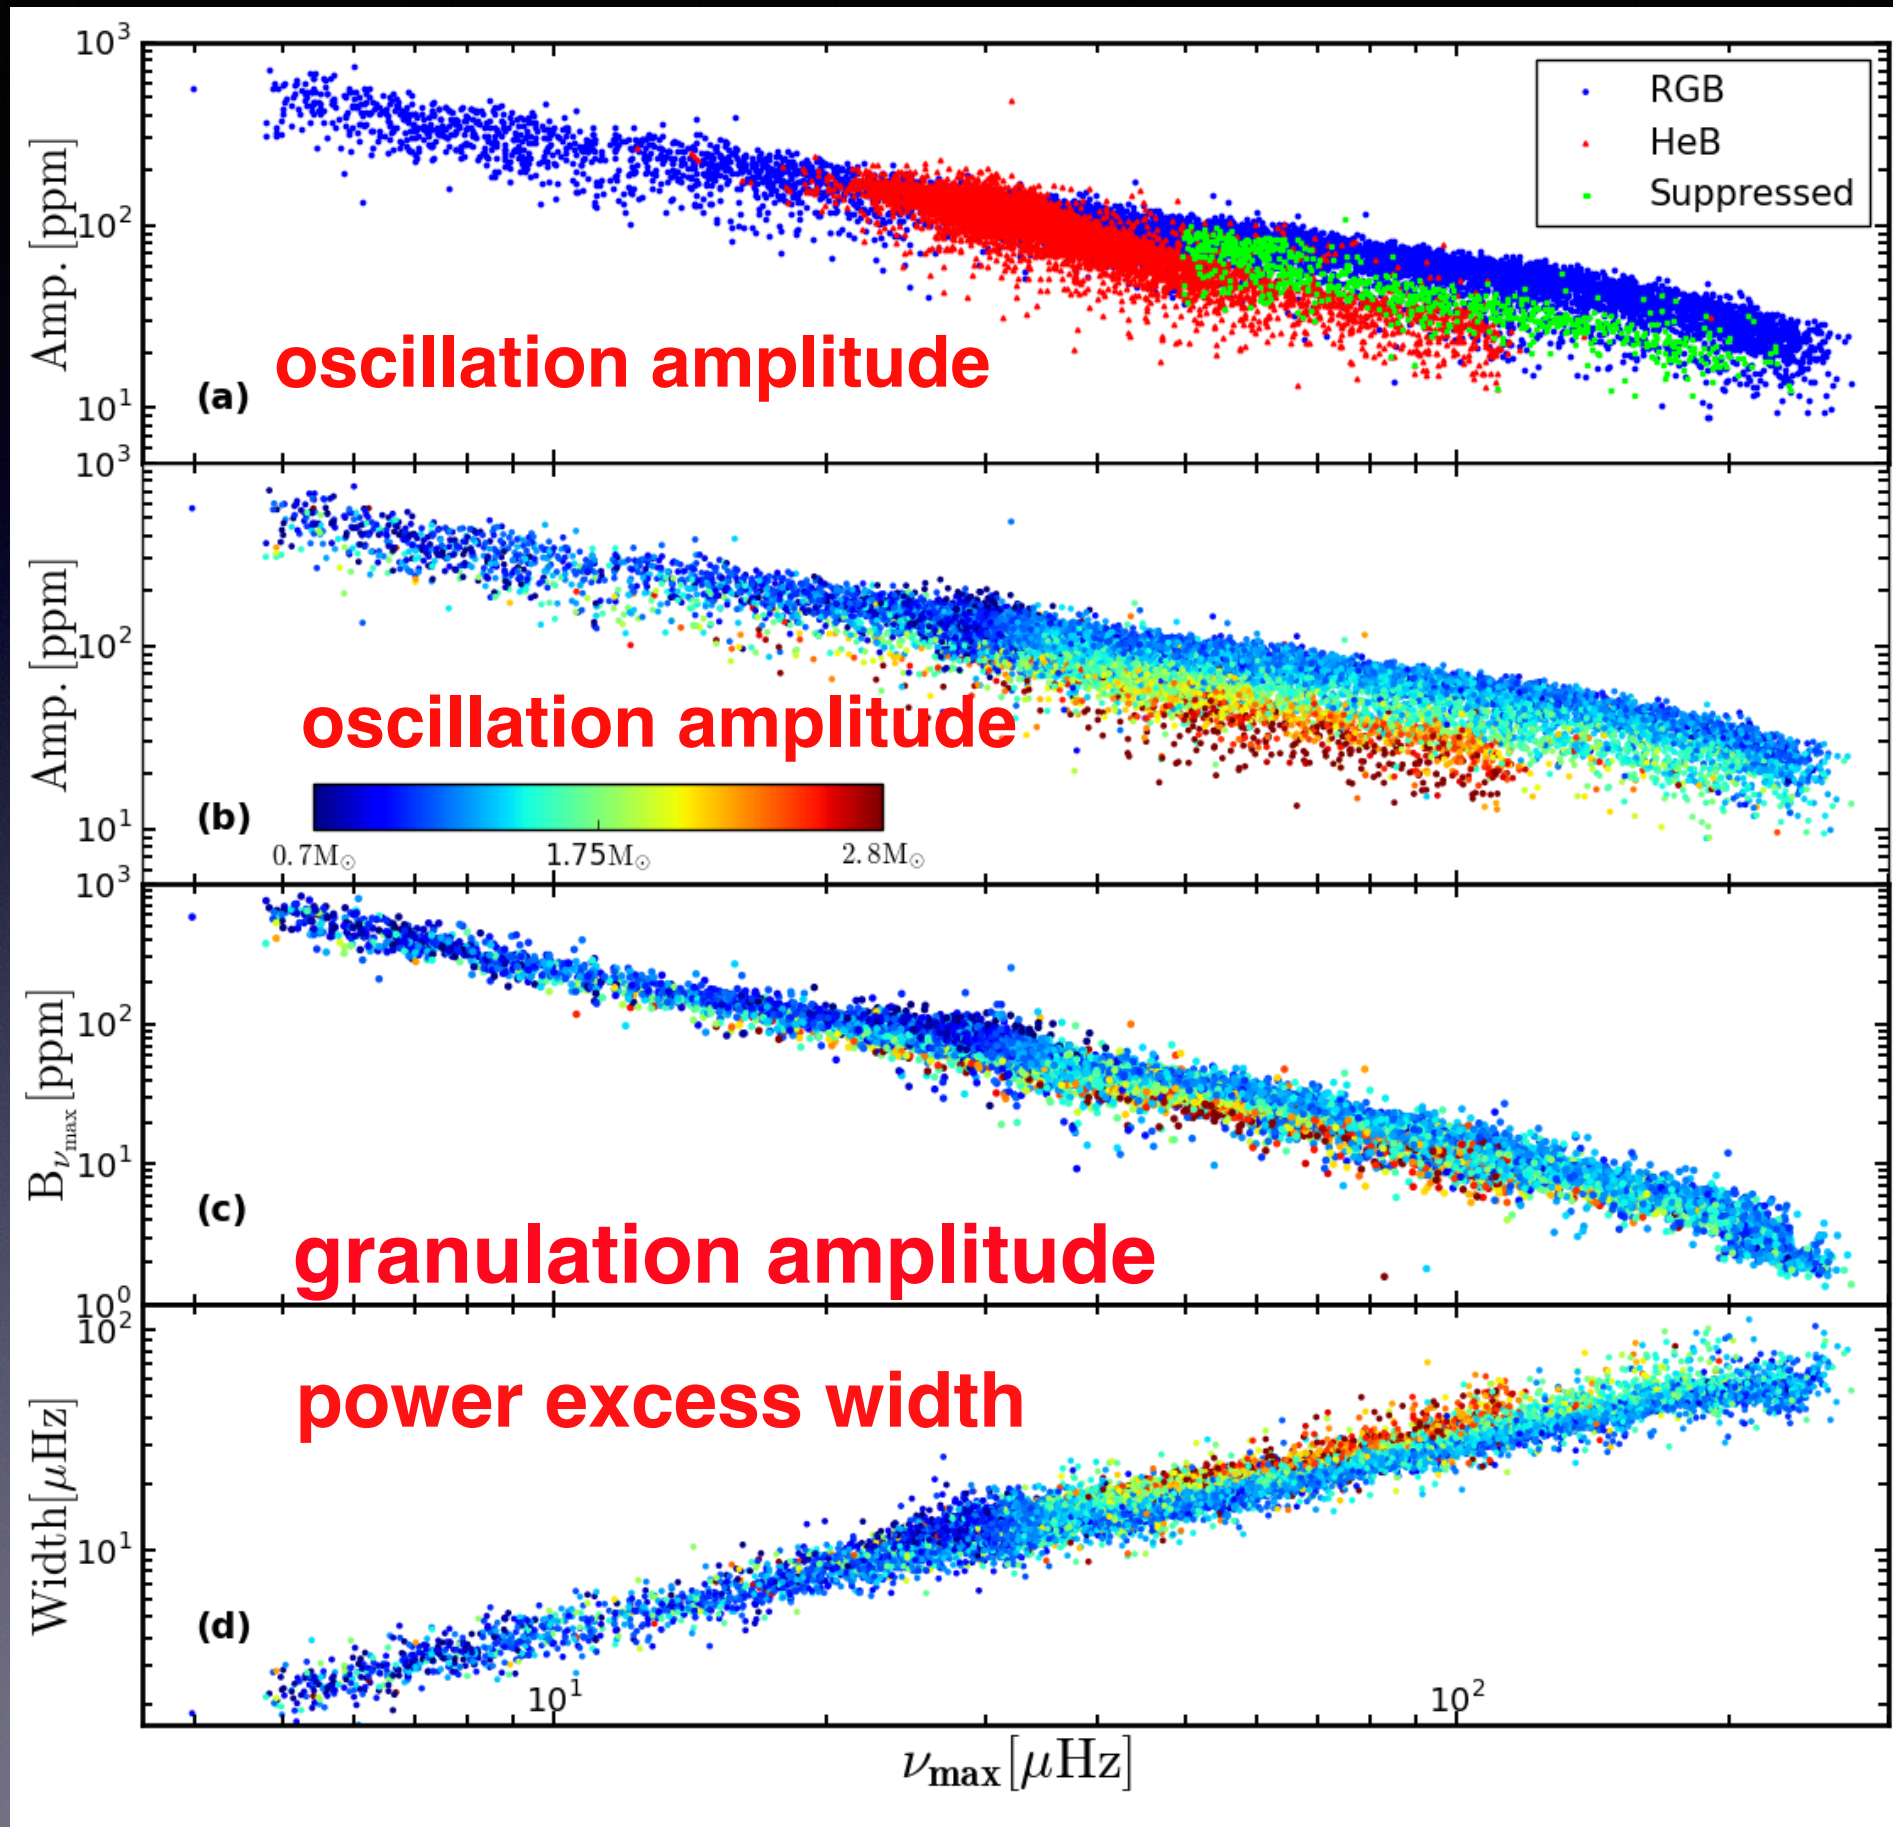 10³
Amp. [ppm]
10²
10¹
RGB
HeB
Suppressed
oscillation amplitude
(a)
10³
Amp. [ppm]
10²
10¹
oscillation amplitude
(b)
0.7M☉ 1.75M☉ 2.8M☉
10³
B_νmax [ppm]
10²
10¹
10⁰
(c)
granulation amplitude
10²
Width[μHz]
10¹
power excess width
(d)
10¹ 10²
ν_max [μHz]